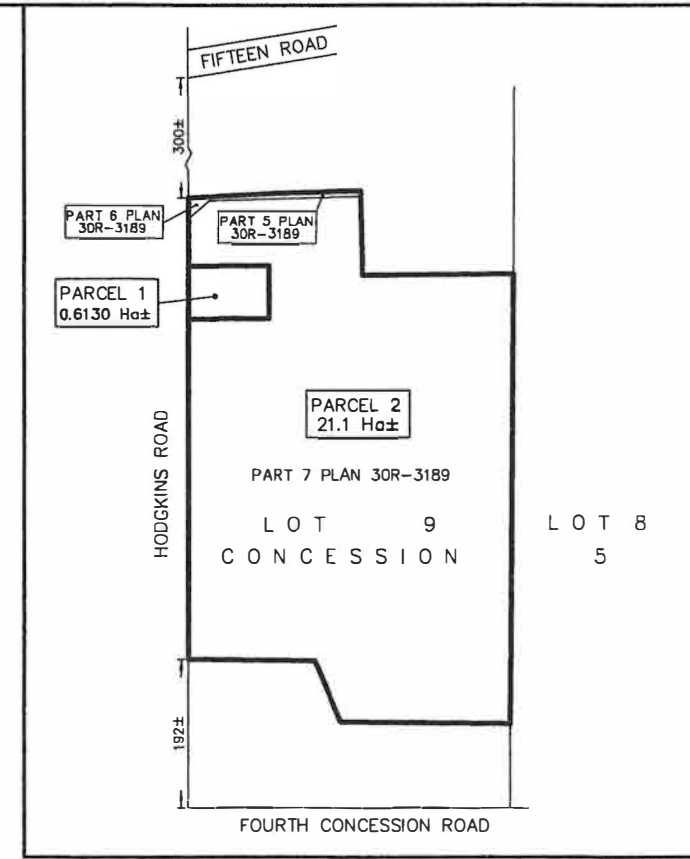 FIFTEEN ROAD
300±
PART 6 PLAN
30R-3189
PART 5 PLAN
30R-3189
PARCEL 1
0.6130 Ha±
PARCEL 2
21.1 Ha±
HODGKINS ROAD
PART 7 PLAN 30R-3189
LOT 9
LOT 8
CONCESSION
5
192±
FOURTH CONCESSION ROAD